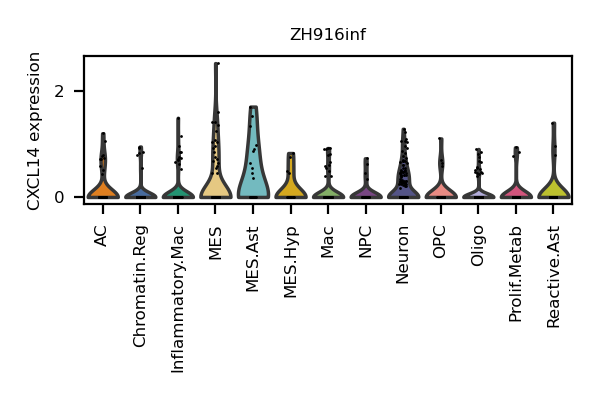 ZH916inf
CXCL14 expression
2
0
AC
Chromatin.Reg
Inflammatory.Mac
MES
MES.Ast
MES.Hyp
Mac
NPC
Neuron
OPC
Oligo
Prolif.Metab
Reactive.Ast